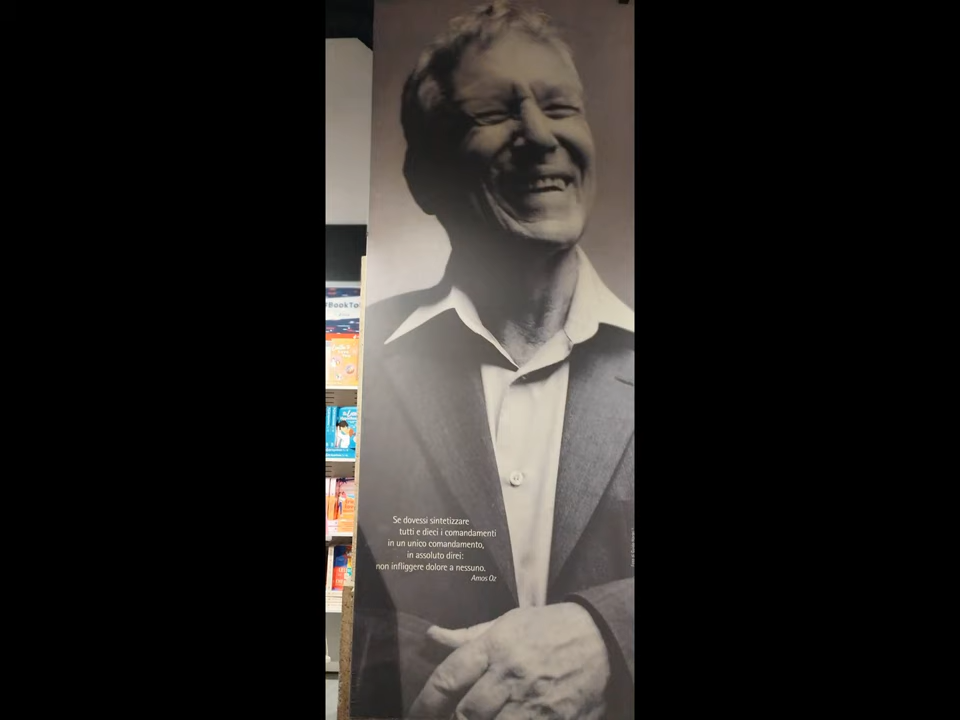 #BookTo
Se dovessi sintetizzare
tutti e dieci i comandamenti
in un unico comandamento,
in assoluto direi:
non infliggere dolore a nessuno.
Amos Oz